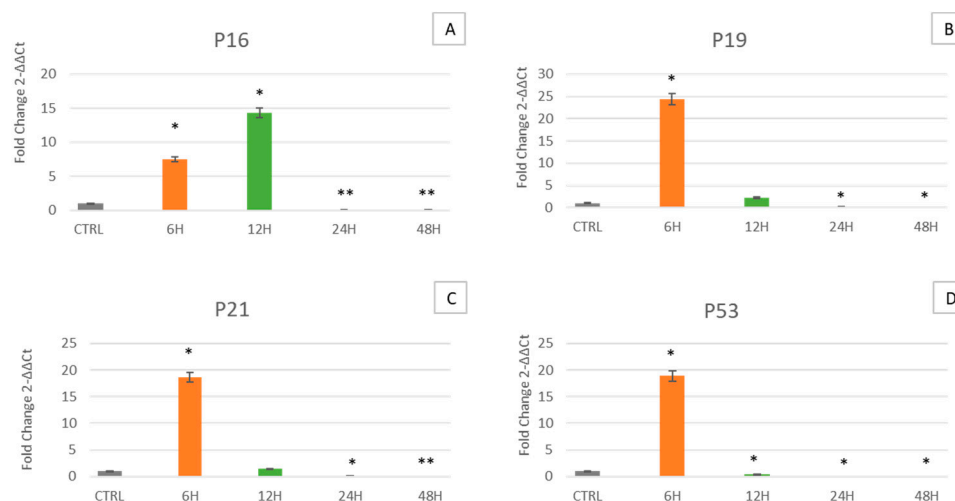 A
P16
Fold Change 2-ΔΔCt
20
15
10
5
0
* * ** **
CTRL 6H 12H 24H 48H
B
P19
Fold Change 2-ΔΔCt
30
25
20
15
10
5
0
* * *
CTRL 6H 12H 24H 48H
C
P21
Fold Change 2-ΔΔCt
25
20
15
10
5
0
* * **
CTRL 6H 12H 24H 48H
D
P53
Fold Change 2-ΔΔCt
25
20
15
10
5
0
* * * *
CTRL 6H 12H 24H 48H